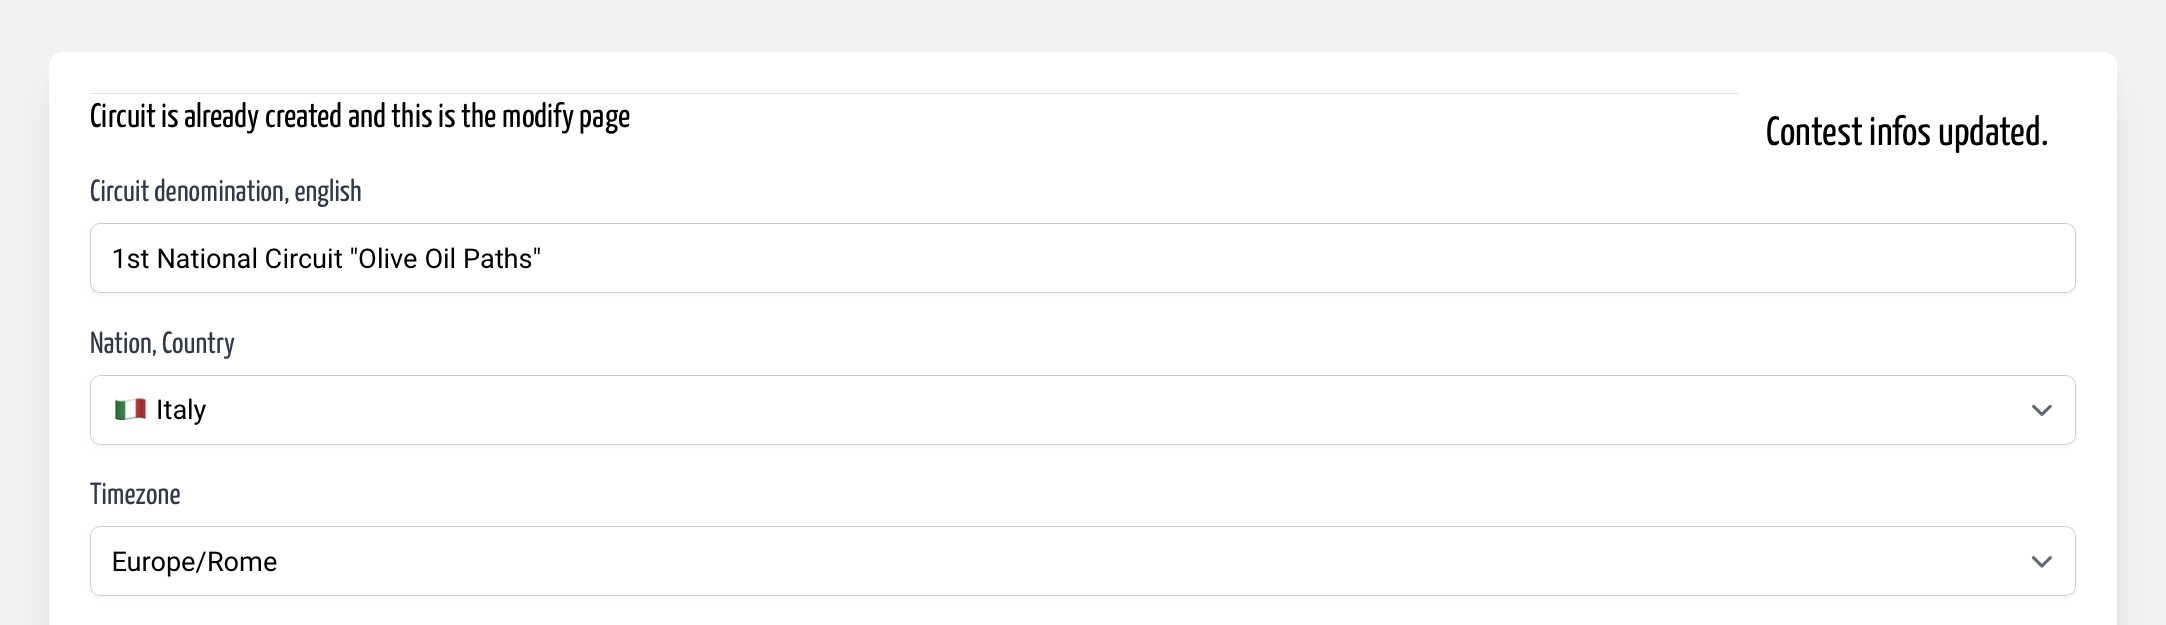 Circuit is already created and this is the modify page
Contest infos updated.
Circuit denomination, english
1st National Circuit "Olive Oil Paths"
Nation, Country
🇮🇹 Italy
Timezone
Europe/Rome